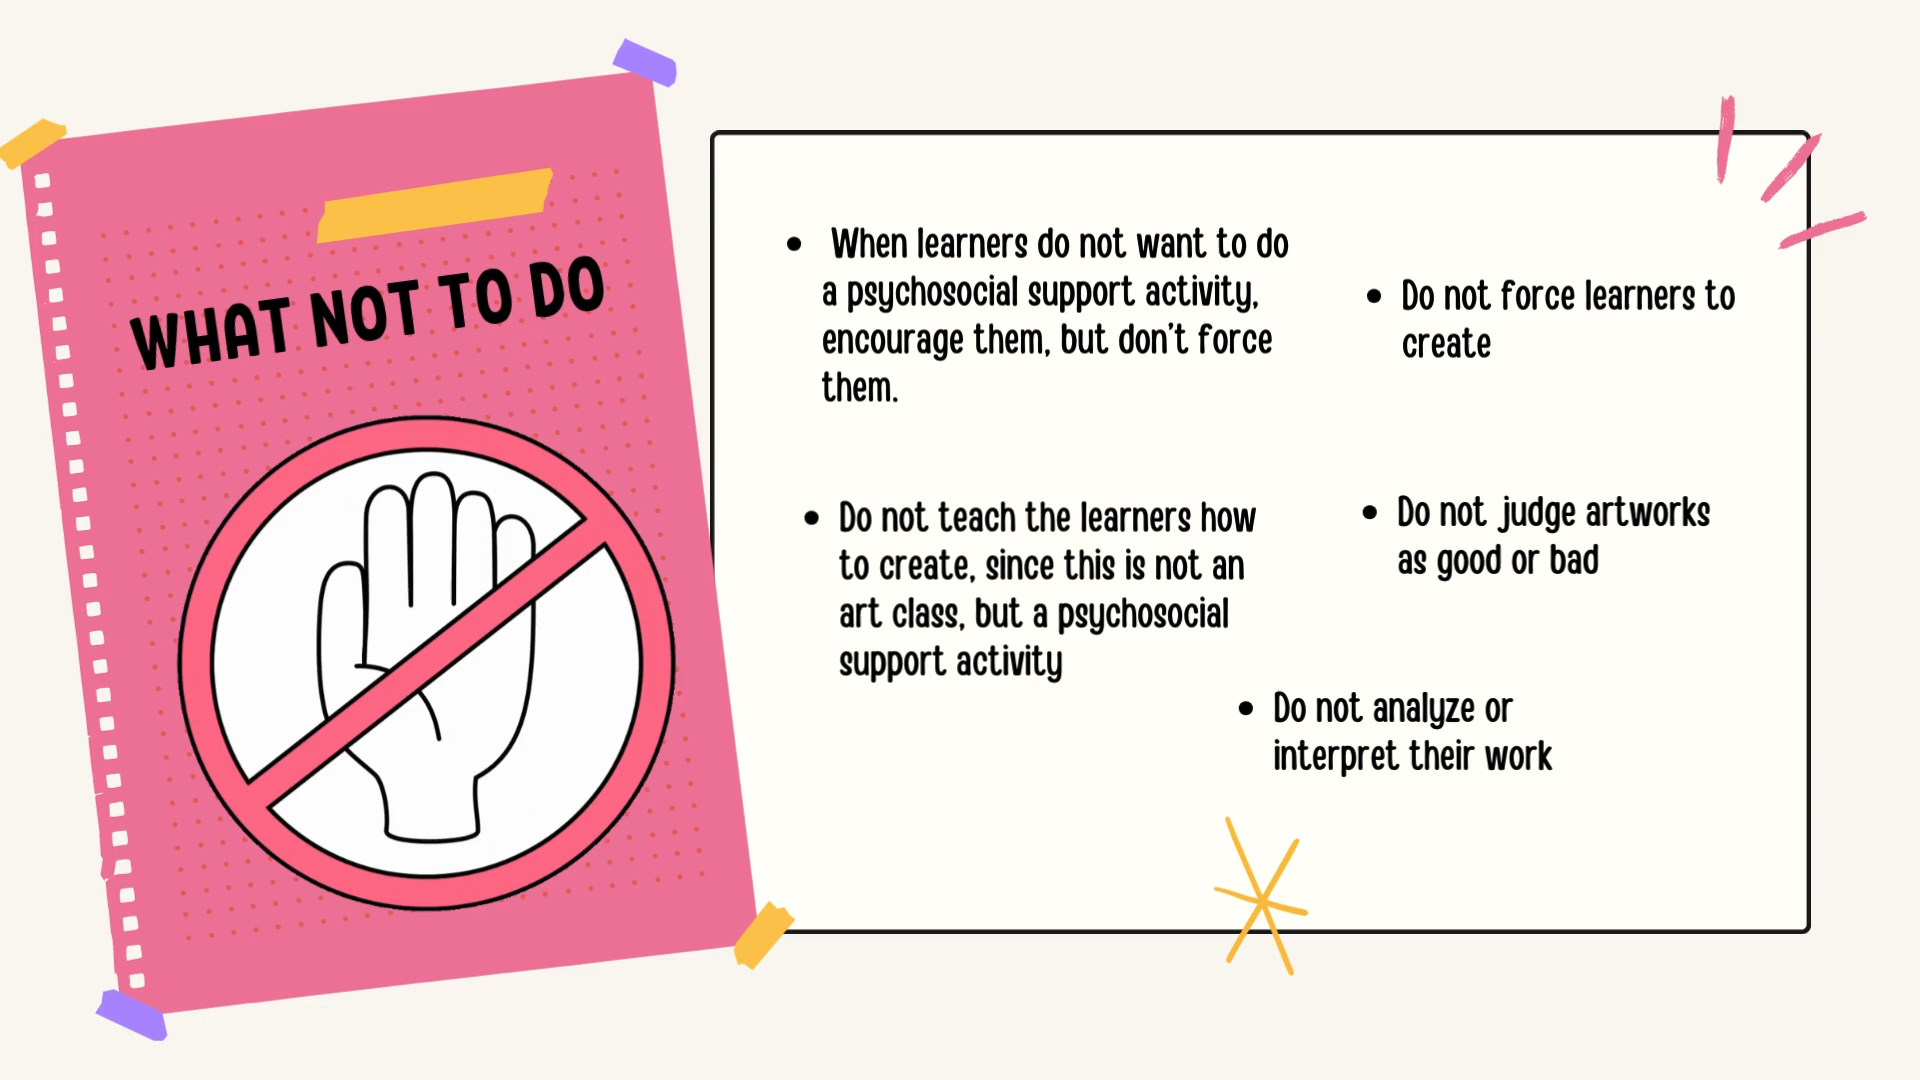 WHAT NOT TO DO
• When learners do not want to do
a psychosocial support activity,
encourage them, but don't force
them.
• Do not teach the learners how
to create, since this is not an
art class, but a psychosocial
support activity
• Do not force learners to
create
• Do not judge artworks
as good or bad
• Do not analyze or
interpret their work